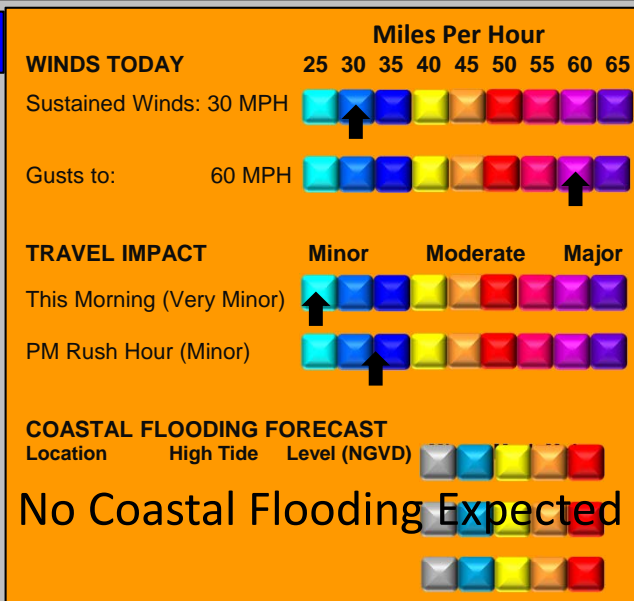 Miles Per Hour
WINDS TODAY 25 30 35 40 45 50 55 60 65
Sustained Winds: 30 MPH
Gusts to: 60 MPH
TRAVEL IMPACT Minor Moderate Major
This Morning (Very Minor)
PM Rush Hour (Minor)
COASTAL FLOODING FORECAST
Location High Tide Level (NGVD)
No Coastal Flooding Expected